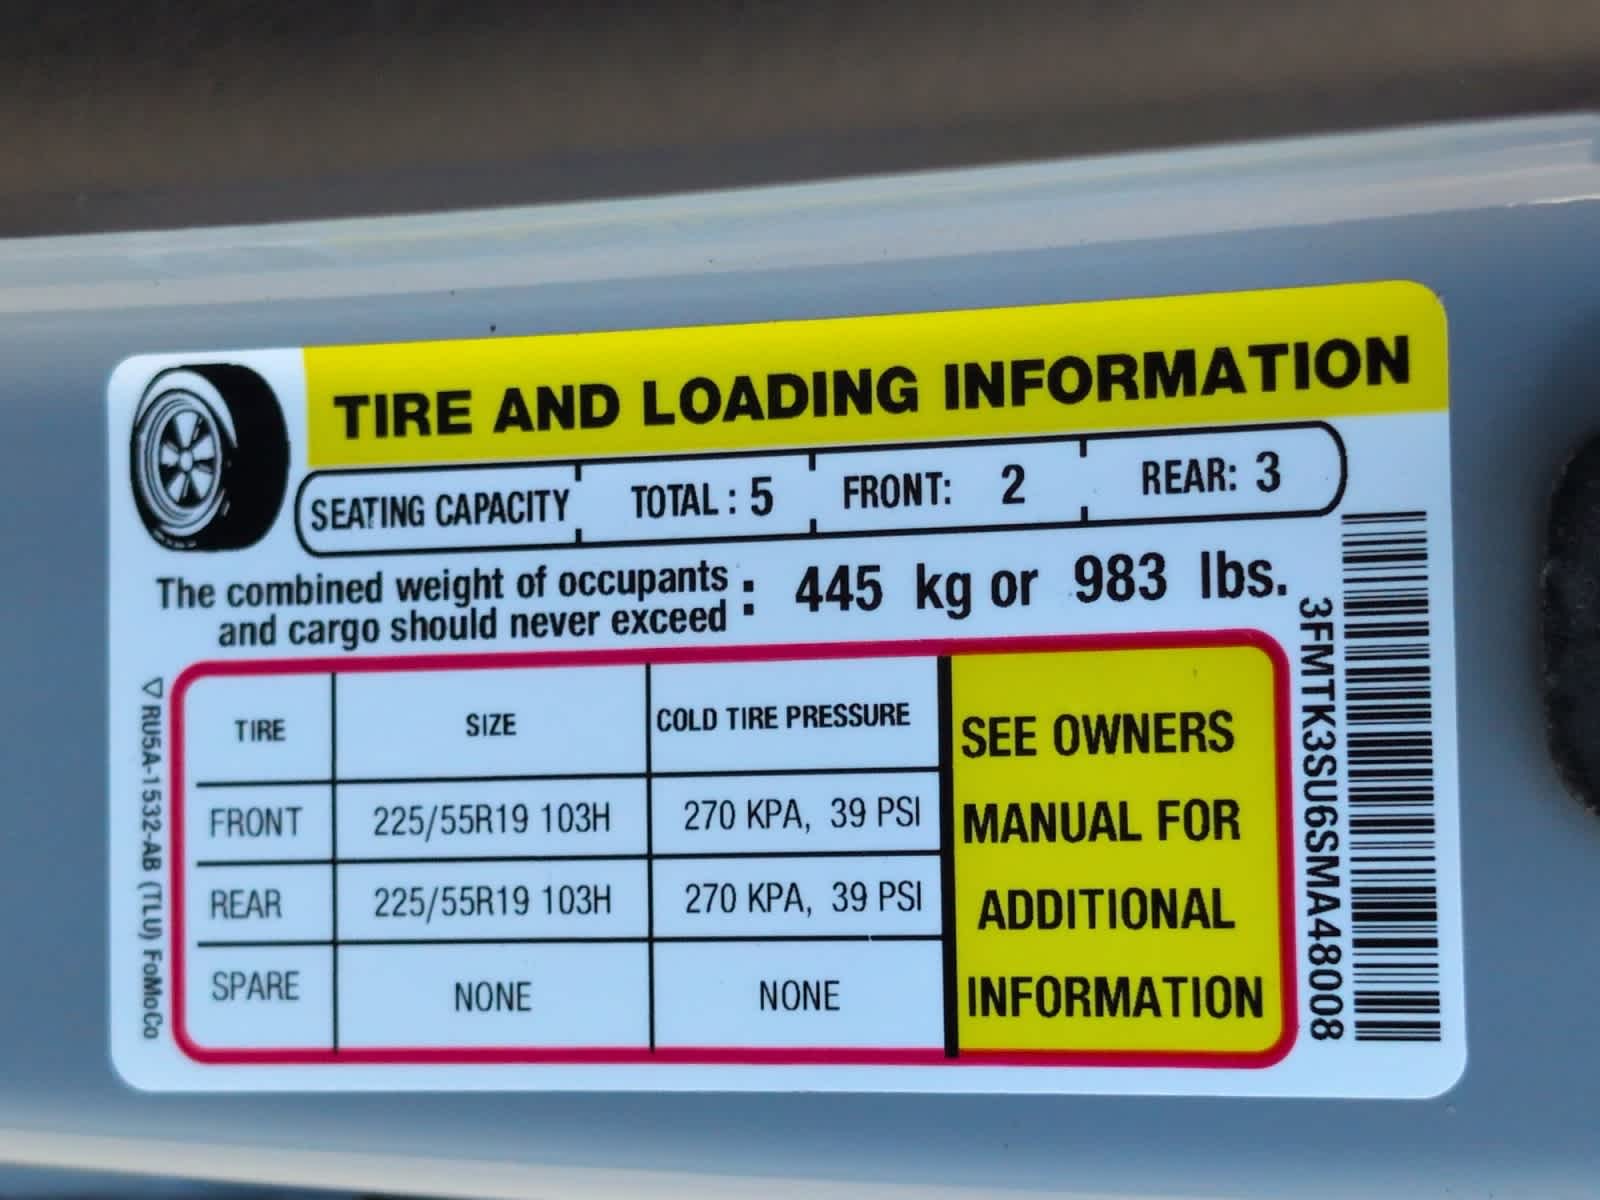 TIRE AND LOADING INFORMATION
SEATING CAPACITY TOTAL : 5 FRONT: 2 REAR: 3
The combined weight of occupants
and cargo should never exceed : 445 kg or 983 lbs.
TIRE SIZE COLD TIRE PRESSURE
FRONT 225/55R19 103H 270 KPA, 39 PSI
REAR 225/55R19 103H 270 KPA, 39 PSI
SPARE NONE NONE
SEE OWNERS
MANUAL FOR
ADDITIONAL
INFORMATION
3FMTK3SU6SMA48008
▽RU5A-1532-AB (TLU) FoMoCo